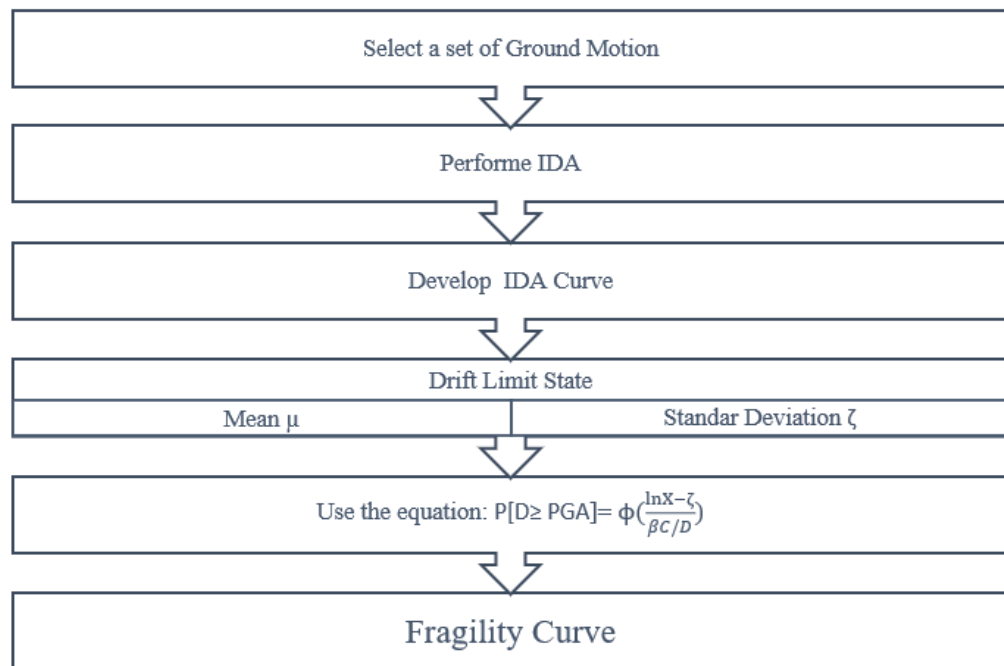 Select a set of Ground Motion
Performe IDA
Develop IDA Curve
Drift Limit State
Mean μ
Standar Deviation ζ
Use the equation: P[D≥ PGA]= ϕ(lnX−ζ / βC/D)
Fragility Curve